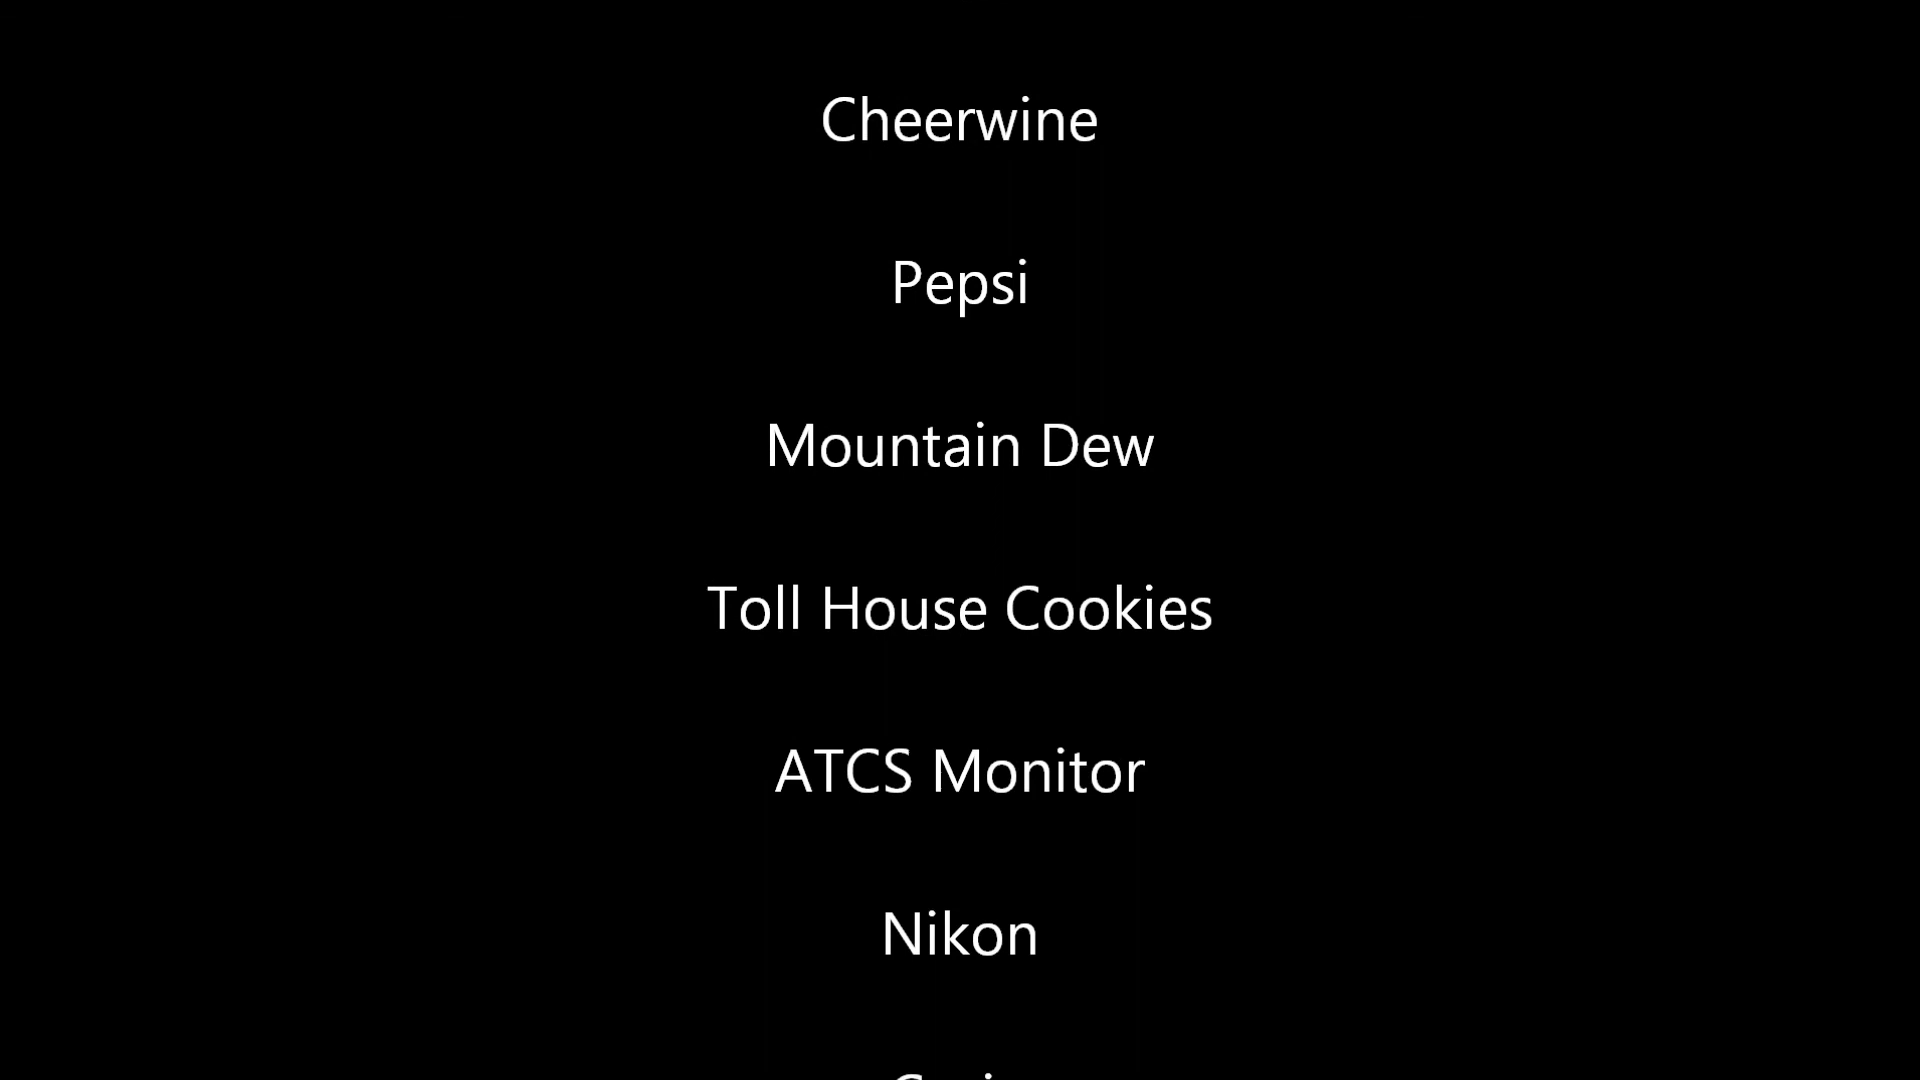 Cheerwine
Pepsi
Mountain Dew
Toll House Cookies
ATCS Monitor
Nikon